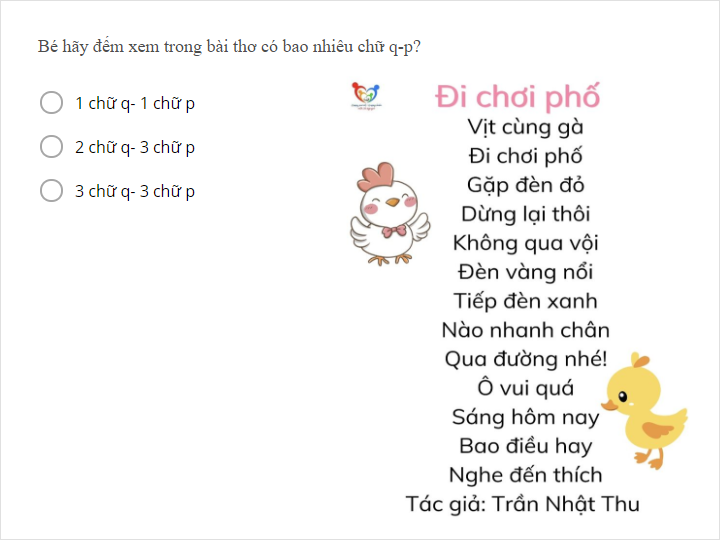 Bé hãy đếm xem trong bài thơ có bao nhiêu chữ q-p?
1 chữ q- 1 chữ p
2 chữ q- 3 chữ p
3 chữ q- 3 chữ p
Đi chơi phố
Vịt cùng gà
Đi chơi phố
Gặp đèn đỏ
Dừng lại thôi
Không qua vội
Đèn vàng nổi
Tiếp đèn xanh
Nào nhanh chân
Qua đường nhé!
Ô vui quá
Sáng hôm nay
Bao điều hay
Nghe đến thích
Tác giả: Trần Nhật Thu